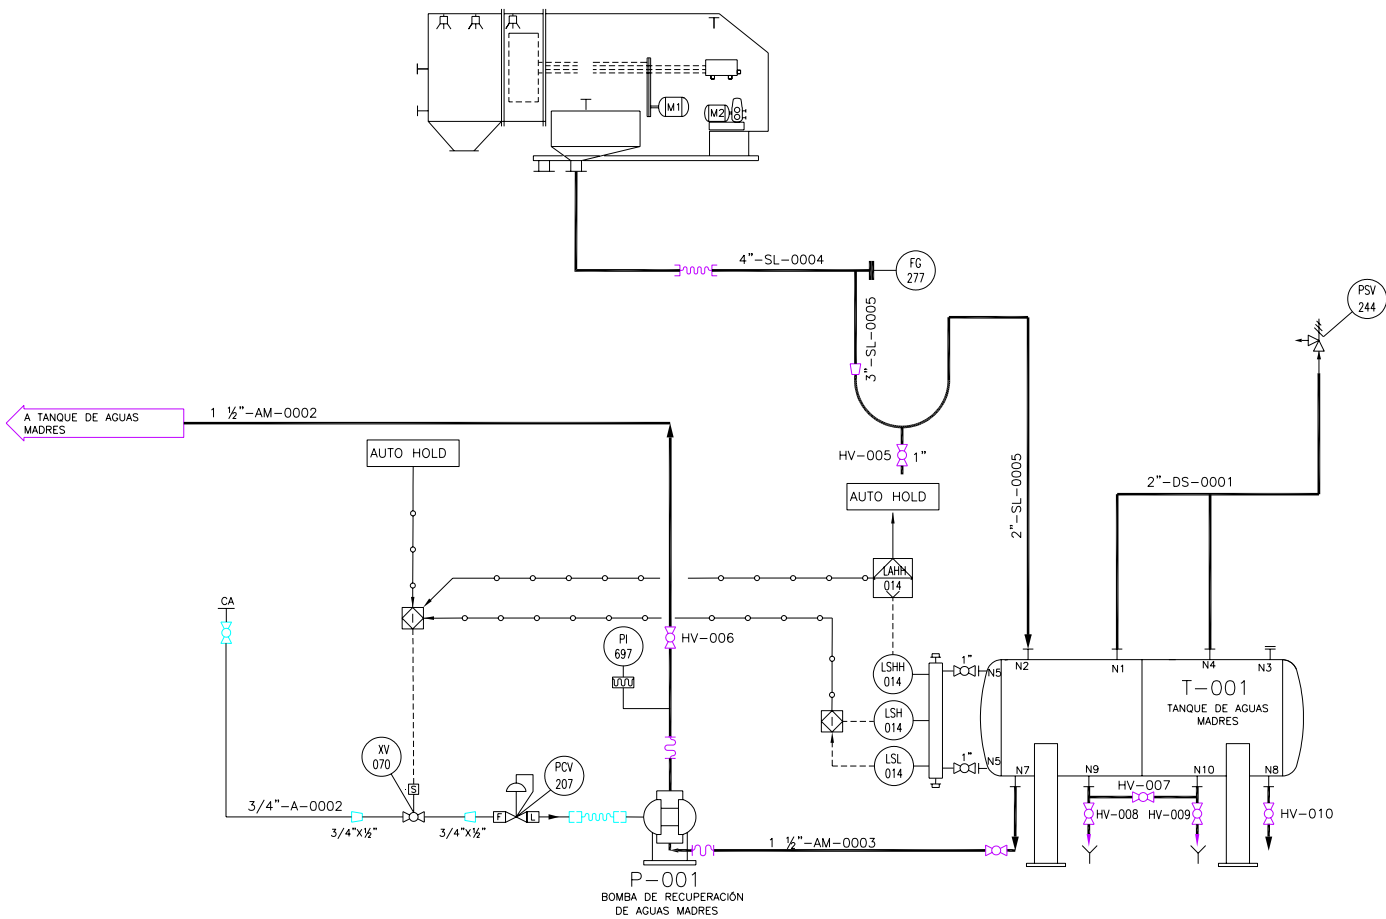 T
T
M1
M2
4"-SL-0004
FG
277
3"-SL-0005
PSV
244
A TANQUE DE AGUAS
MADRES
1 ½"-AM-0002
AUTO HOLD
HV-005
1"
AUTO HOLD
2"-SL-0005
2"-DS-0001
LAHH
014
CA
I
PI
697
HV-006
LSHH
014
1"
N5
N2
N1
N4
N3
T-001
TANQUE DE AGUAS
MADRES
I
LSH
014
LSL
014
1"
N5
N7
N9
N10
N8
XV
070
S
PCV
207
3/4"-A-0002
3/4"X½"
3/4"X½"
F
L
HV-007
HV-008
HV-009
HV-010
1 ½"-AM-0003
P-001
BOMBA DE RECUPERACIÓN
DE AGUAS MADRES